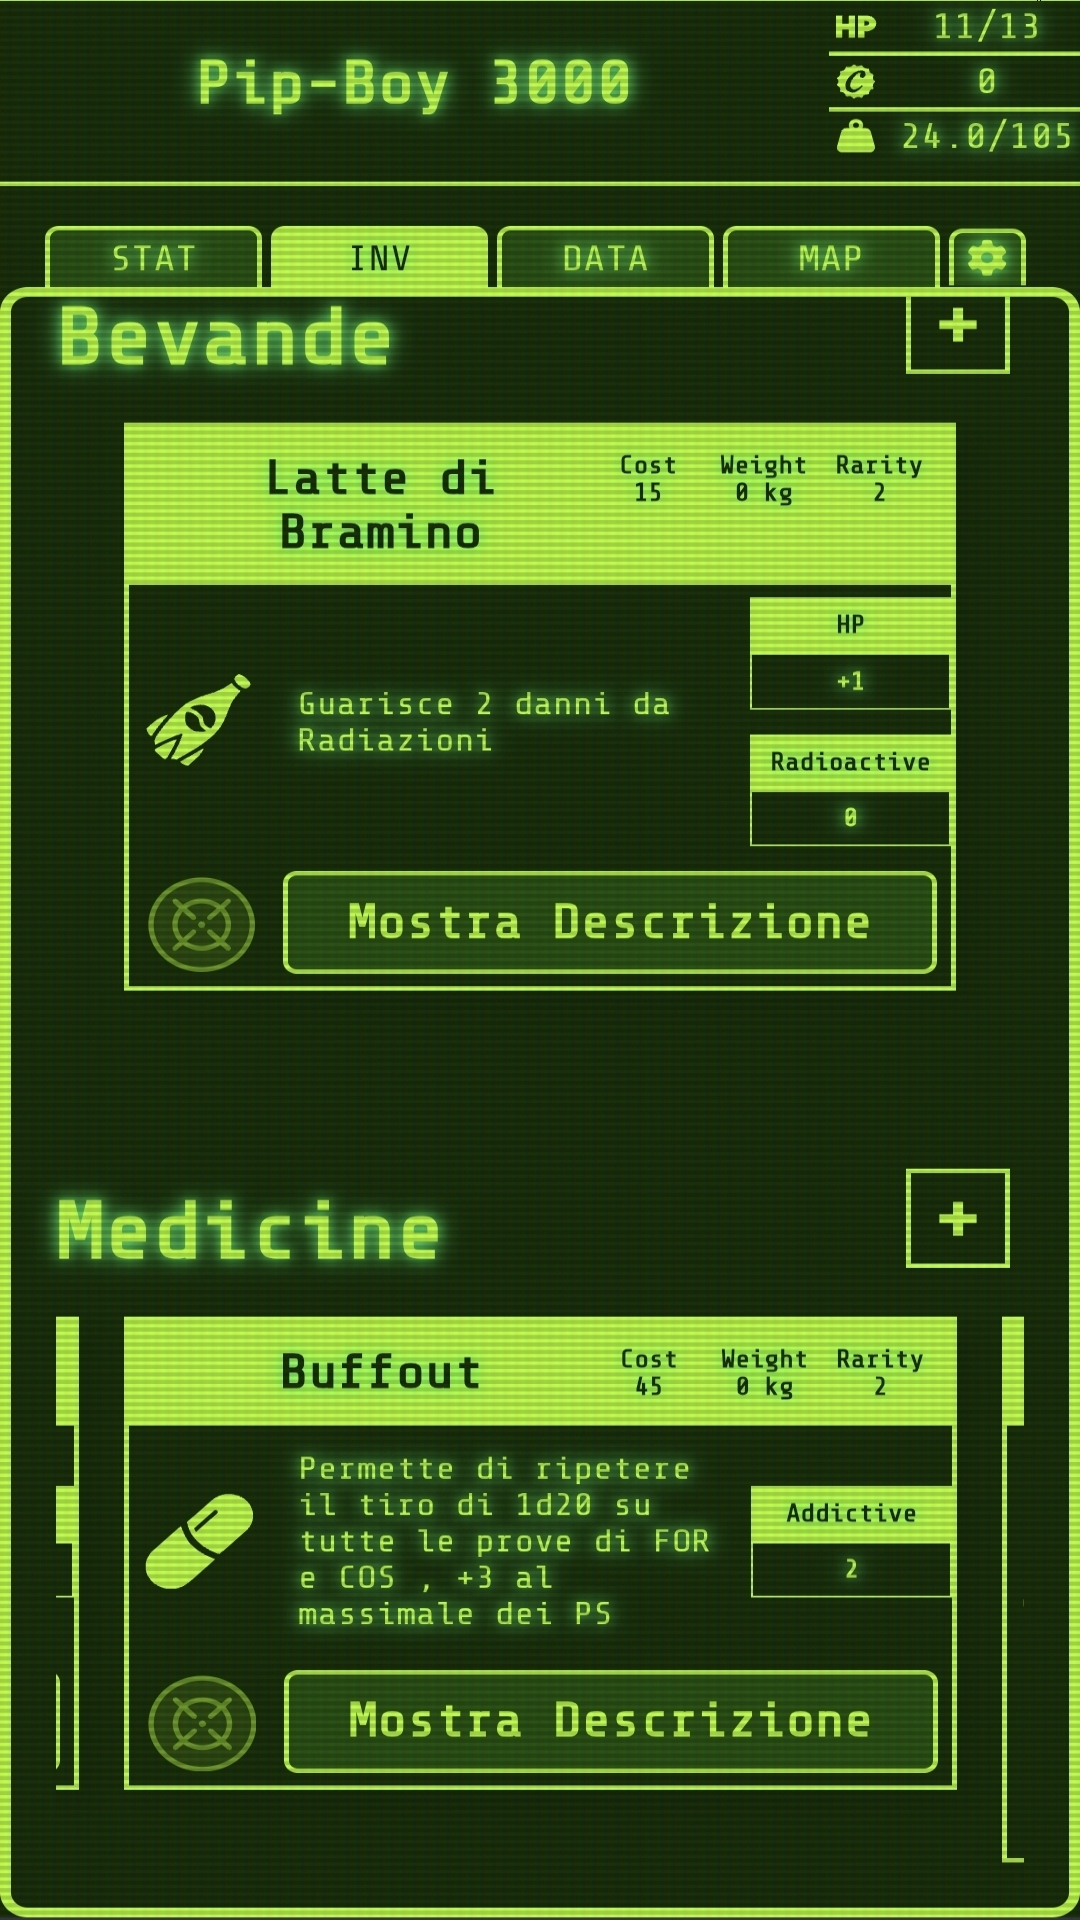 Pip-Boy 3000
HP 11/13
0
24.0/105
STAT INV DATA MAP
Bevande +
Latte di
Bramino
Cost Weight Rarity
15 0 kg 2
HP
+1
Guarisce 2 danni da
Radiazioni
Radioactive
0
Mostra Descrizione
Medicine +
Buffout
Cost Weight Rarity
45 0 kg 2
Permette di ripetere
il tiro di 1d20 su
tutte le prove di FOR
e COS , +3 al
massimale dei PS
Addictive
2
Mostra Descrizione